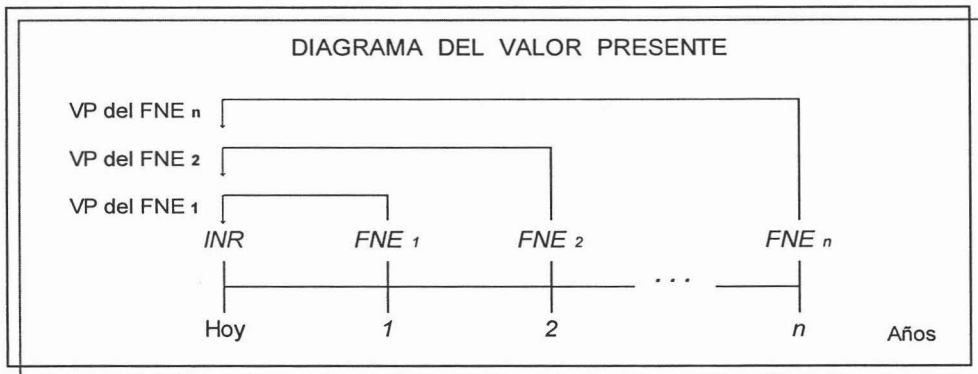 DIAGRAMA DEL VALOR PRESENTE
VP del FNE n
VP del FNE 2
VP del FNE 1
INR FNE 1 FNE 2 FNE n
...
Hoy 1 2 n Años